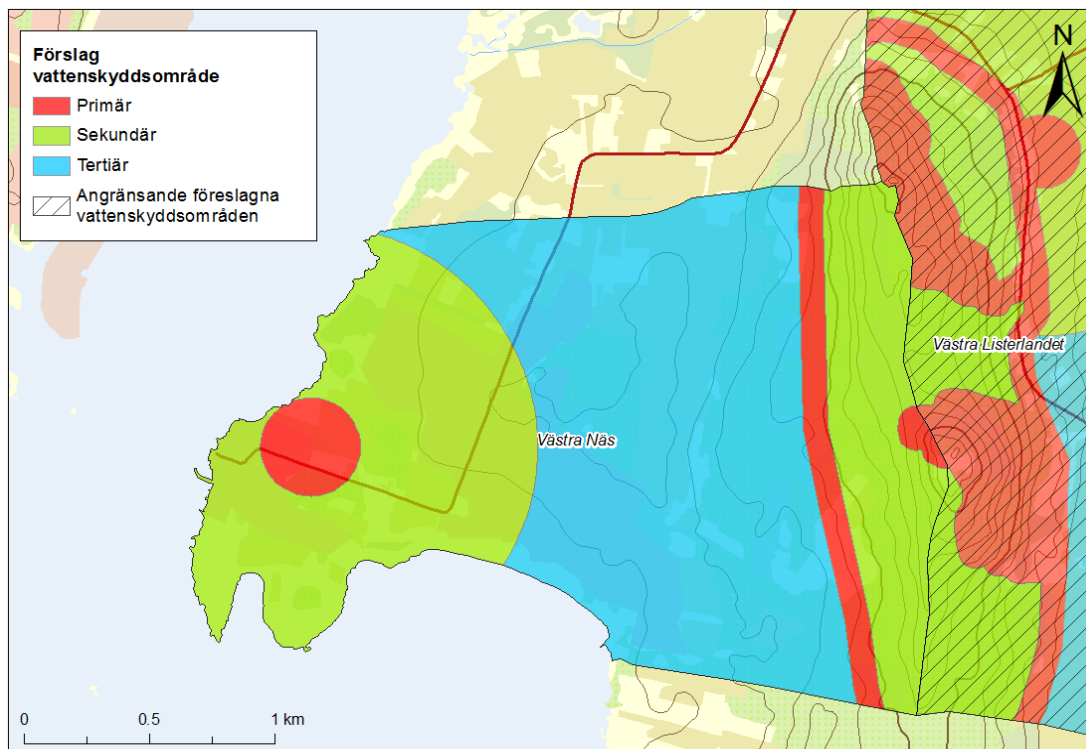 Förslag
vattenskyddsområde
Primär
Sekundär
Tertiär
Angränsande föreslagna
vattenskyddsområden
N
Västra Listerlandet
Västra Näs
0 0.5 1 km